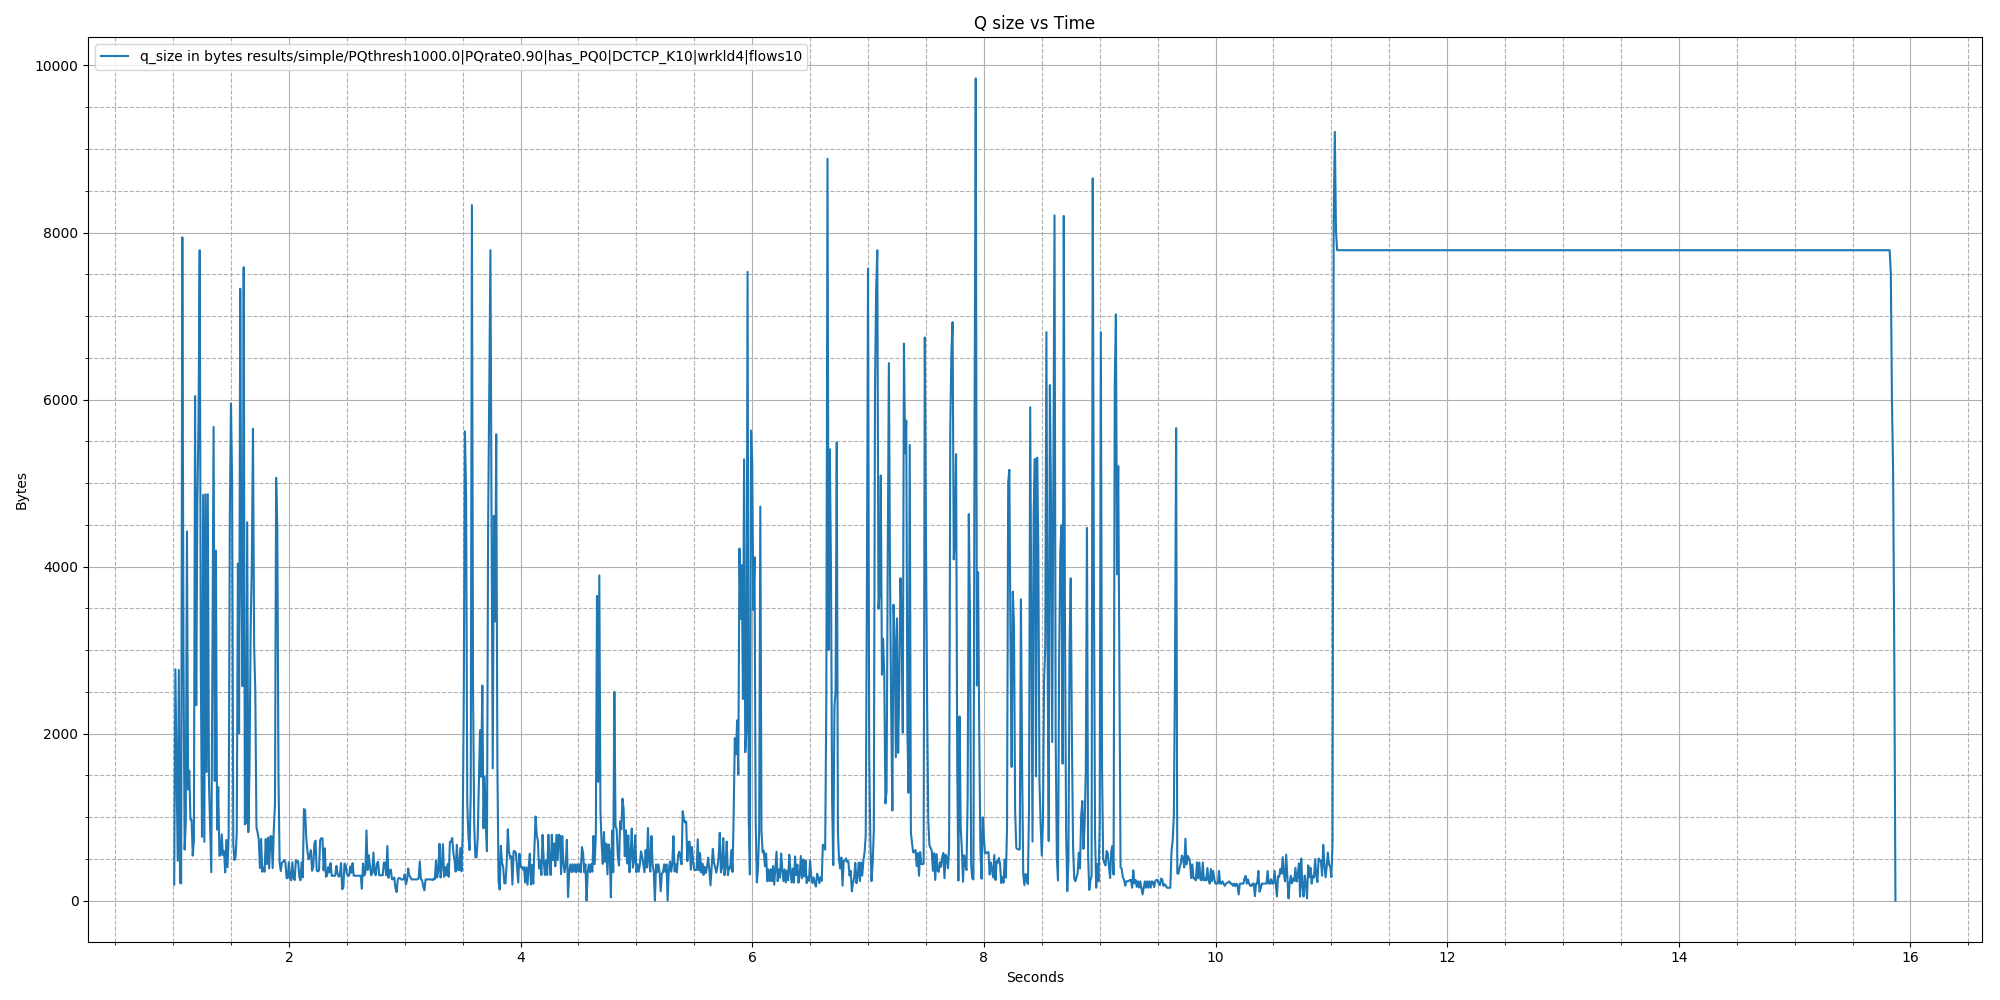 Q size vs Time
q_size in bytes results/simple/PQthresh1000.0|PQrate0.90|has_PQ0|DCTCP_K10|wrkld4|flows10
10000
8000
6000
4000
2000
0
Bytes
2 4 6 8 10 12 14 16
Seconds